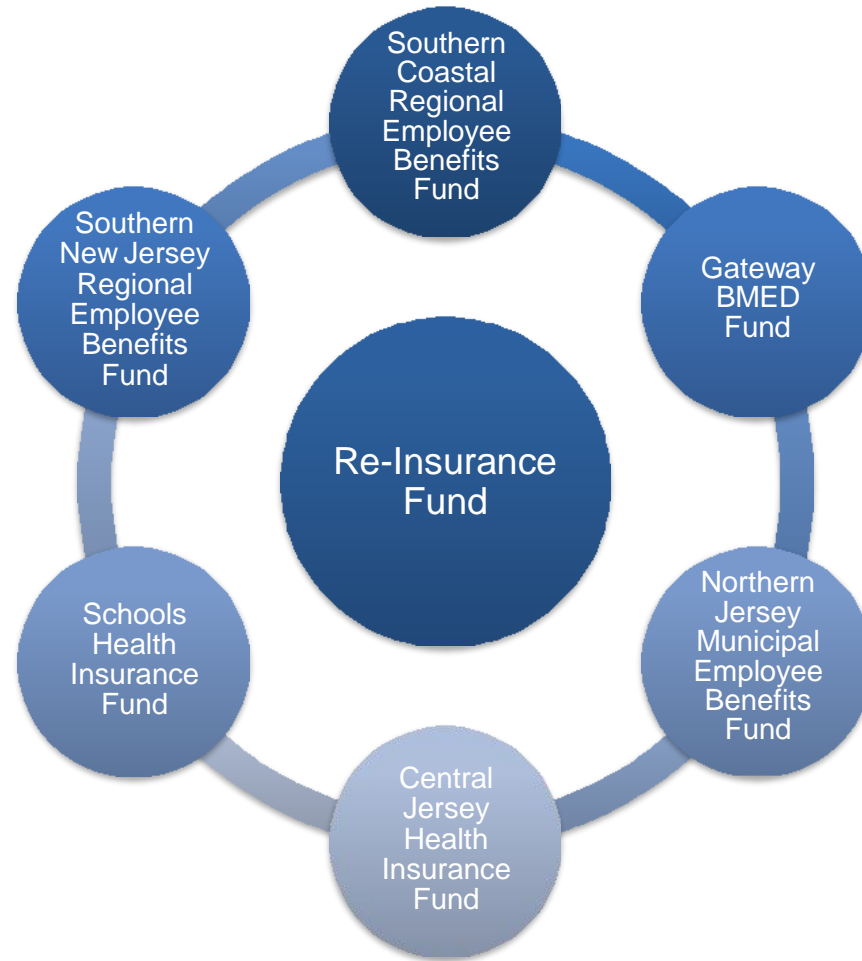 Southern
Coastal
Regional
Employee
Benefits
Fund
Gateway
BMED
Fund
Northern
Jersey
Municipal
Employee
Benefits
Fund
Central
Jersey
Health
Insurance
Fund
Schools
Health
Insurance
Fund
Southern
New Jersey
Regional
Employee
Benefits
Fund
Re-Insurance
Fund